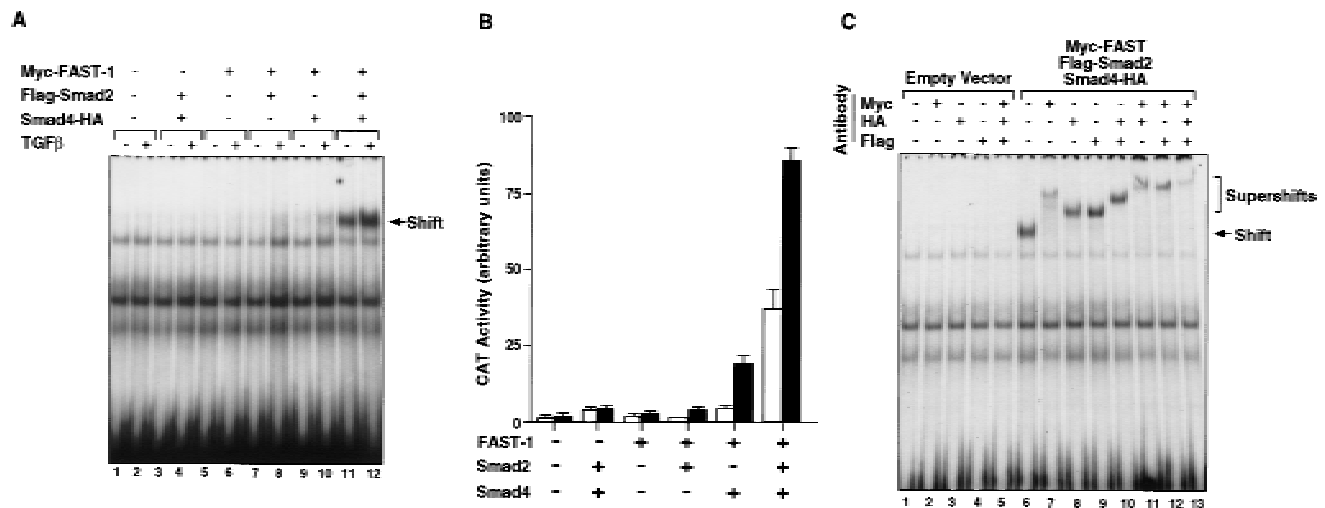 A
Myc-FAST-1 - - + + + +
Flag-Smad2 - + + +
Smad4-HA - + + +
TGFβ - + - + - + - + - + - +
Shift
1 2 3 4 5 6 7 8 9 10 11 12
B
CAT Activity (arbitrary units)
100
75
50
25
0
FAST-1 - - + + + +
Smad2 - + + +
Smad4 - + + +
C
Empty Vector
Myc-FAST
Flag-Smad2
Smad4-HA
Antibody
Myc - + + - + + + +
HA - + + - + + + +
Flag - + + - + + + +
Supershifts
Shift
1 2 3 4 5 6 7 8 9 10 11 12 13